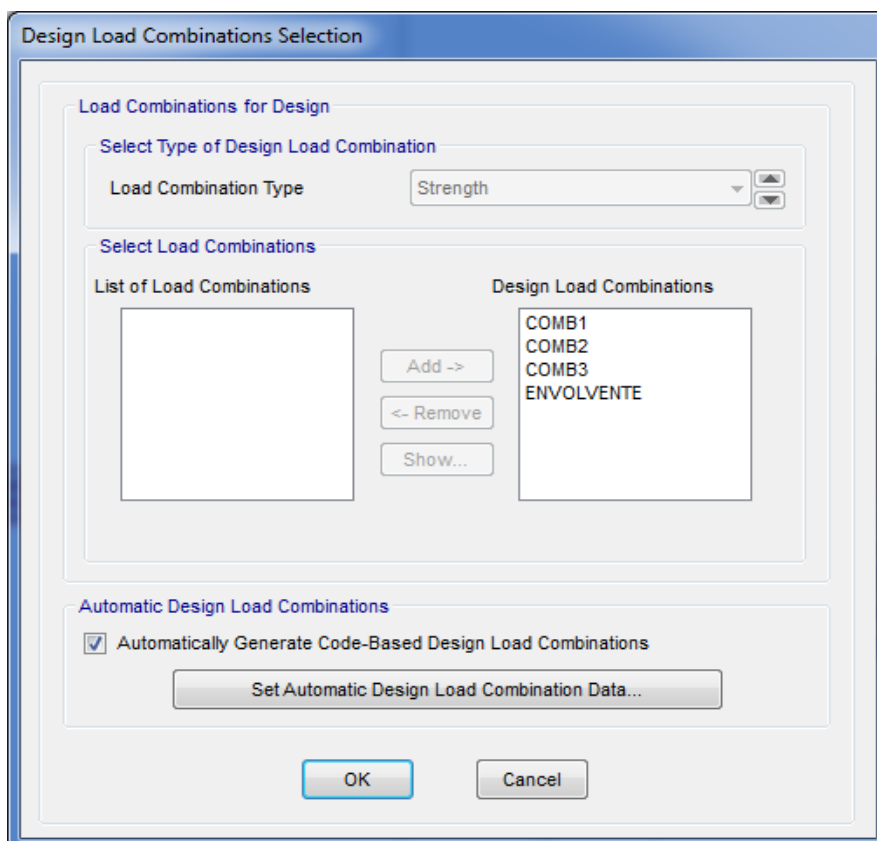 Design Load Combinations Selection
Load Combinations for Design
Select Type of Design Load Combination
Load Combination Type
Strength
Select Load Combinations
List of Load Combinations
Design Load Combinations
COMB1
COMB2
COMB3
ENVOLVENTE
Add ->
<- Remove
Show...
Automatic Design Load Combinations
Automatically Generate Code-Based Design Load Combinations
Set Automatic Design Load Combination Data...
OK
Cancel